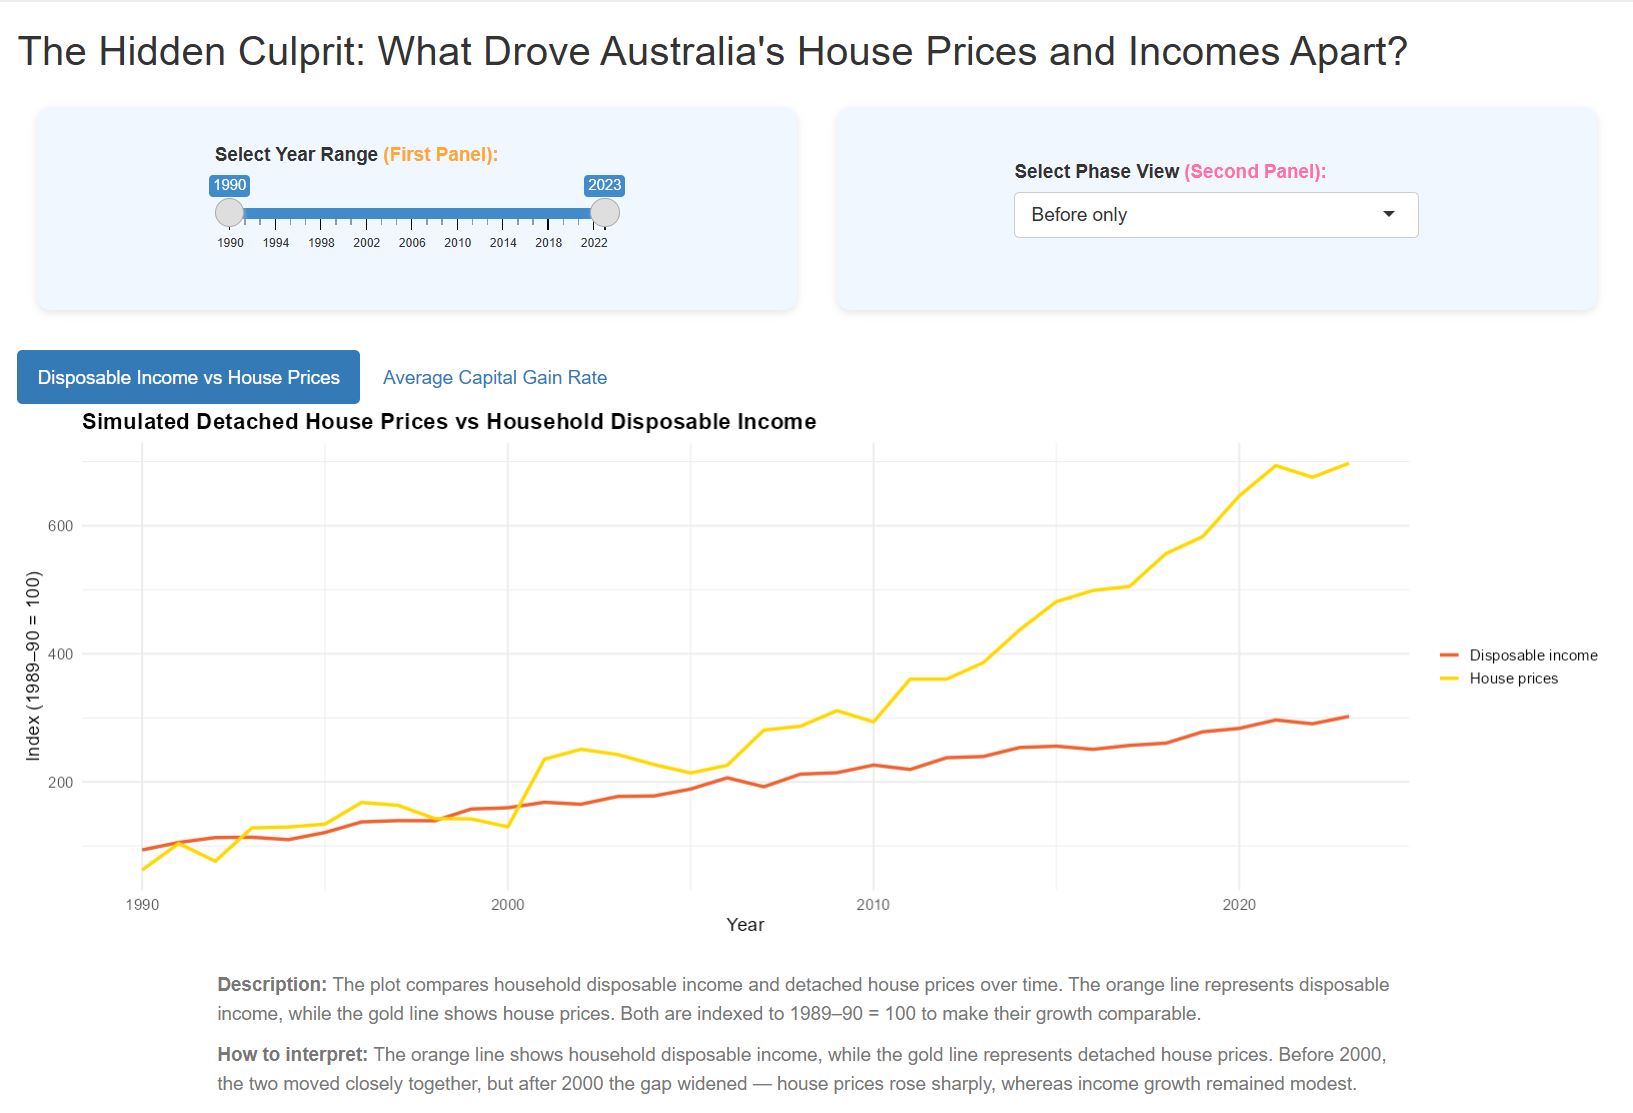 The Hidden Culprit: What Drove Australia's House Prices and Incomes Apart?
Select Year Range (First Panel):
1990 2023
1990 1994 1998 2002 2006 2010 2014 2018 2022
Select Phase View (Second Panel):
Before only
Disposable Income vs House Prices Average Capital Gain Rate
Simulated Detached House Prices vs Household Disposable Income
Index (1989–90 = 100)
600
400
200
Disposable income
House prices
1990 2000 2010 2020
Year
Description: The plot compares household disposable income and detached house prices over time. The orange line represents disposable
income, while the gold line shows house prices. Both are indexed to 1989–90 = 100 to make their growth comparable.
How to interpret: The orange line shows household disposable income, while the gold line represents detached house prices. Before 2000,
the two moved closely together, but after 2000 the gap widened — house prices rose sharply, whereas income growth remained modest.